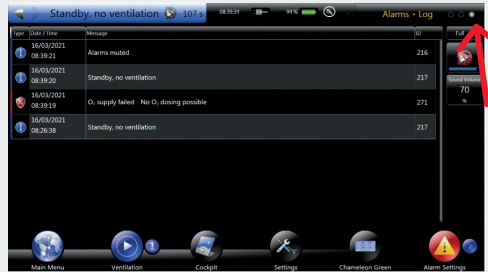 Standby, no ventilation 107 s 08:39:34 94% Alarms • Log
Type Date / Time Message ID Full
16/03/2021
08:39:21 Alarms muted 216
16/03/2021
08:39:20 Standby, no ventilation 217
Sound Volume
70
%
16/03/2021
08:39:19 O₂ supply failed - No O₂ dosing possible 271
16/03/2021
08:26:38 Standby, no ventilation 217
1
Main Menu Ventilation Cockpit Settings Chameleon Green Alarm Settings